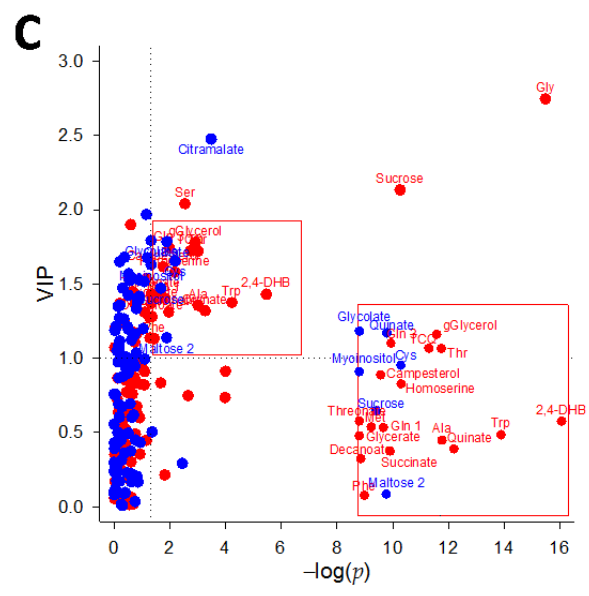 C
VIP
3.0
2.5
2.0
1.5
1.0
0.5
0.0
Gly
Citramalate
Sucrose
Ser
gGlycerol
2,4-DHB
Trp
Ala
Maltose 2
Glycolate
Quinate
Gln 3
TCG
gGlycerol
Thr
Myoinositol
Cys
Campesterol
Homoserine
Sucrose
Threonate
Met
Gln 1
Glycerate
Decanoate
Succinate
Ala
Quinate
Trp
2,4-DHB
Phe
Maltose 2
0 2 4 6 8 10 12 14 16
−log(p)